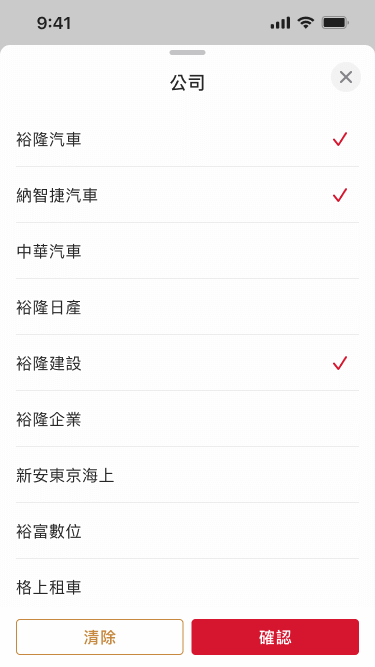 9:41
公司
裕隆汽車
納智捷汽車
中華汽車
裕隆日產
裕隆建設
裕隆企業
新安東京海上
裕富數位
格上租車
清除
確認